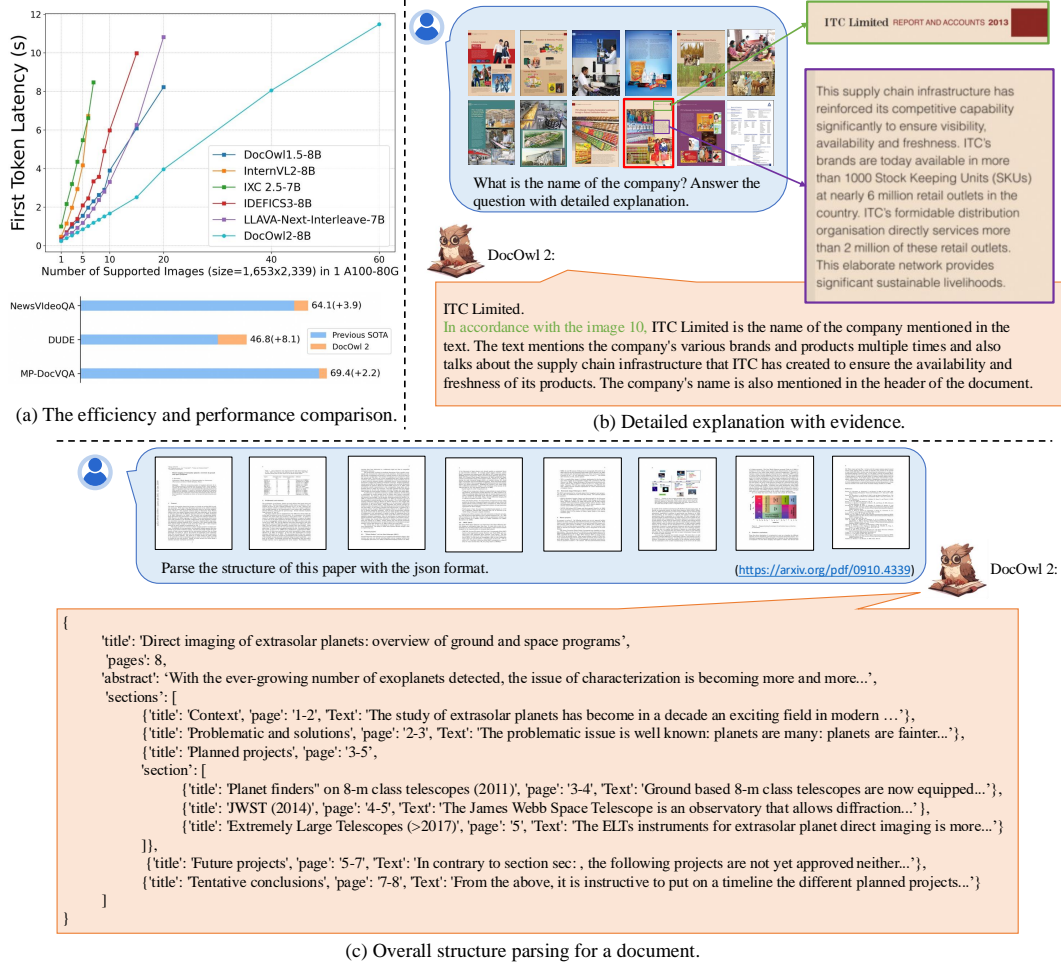 First Token Latency (s)
12
10
8
6
4
2
0
DocOwl1.5-8B
InternVL2-8B
IXC 2.5-7B
IDEFICS3-8B
LLAVA-Next-Interleave-7B
DocOwl2-8B
1
5
10
20
40
60
Number of Supported Images (size=1,653x2,339) in 1 A100-80G
NewsVIdeoQA
64.1(+3.9)
DUDE
46.8(+8.1)
Previous SOTA
DocOwl 2
MP-DocVQA
69.4(+2.2)
(a) The efficiency and performance comparison.
What is the name of the company? Answer the
question with detailed explanation.
ITC Limited REPORT AND ACCOUNTS 2013
This supply chain infrastructure has
reinforced its competitive capability
significantly to ensure visibility,
availability and freshness. ITC's
brands are today available in more
than 1000 Stock Keeping Units (SKUs)
at nearly 6 million retail outlets in the
country. ITC's formidable distribution
organisation directly services more
than 2 million of these retail outlets.
This elaborate network provides
significant sustainable livelihoods.
DocOwl 2:
ITC Limited.
In accordance with the image 10, ITC Limited is the name of the company mentioned in the
text. The text mentions the company's various brands and products multiple times and also
talks about the supply chain infrastructure that ITC has created to ensure the availability and
freshness of its products. The company's name is also mentioned in the header of the document.
(b) Detailed explanation with evidence.
Parse the structure of this paper with the json format.
(https://arxiv.org/pdf/0910.4339)
DocOwl 2:
{
'title': 'Direct imaging of extrasolar planets: overview of ground and space programs',
'pages': 8,
'abstract': 'With the ever-growing number of exoplanets detected, the issue of characterization is becoming more and more...',
'sections': [
{'title': 'Context', 'page': '1-2', 'Text': 'The study of extrasolar planets has become in a decade an exciting field in modern …'},
{'title': 'Problematic and solutions', 'page': '2-3', 'Text': 'The problematic issue is well known: planets are many: planets are fainter...'},
{'title': 'Planned projects', 'page': '3-5',
'section': [
{'title': 'Planet finders" on 8-m class telescopes (2011)', 'page': '3-4', 'Text': 'Ground based 8-m class telescopes are now equipped...'},
{'title': 'JWST (2014)', 'page': '4-5', 'Text': 'The James Webb Space Telescope is an observatory that allows diffraction...' },
{'title': 'Extremely Large Telescopes (>2017)', 'page': '5', 'Text': 'The ELTs instruments for extrasolar planet direct imaging is more...'}
]},
{'title': 'Future projects', 'page': '5-7', 'Text': 'In contrary to section sec: , the following projects are not yet approved neither...'},
{'title': 'Tentative conclusions', 'page': '7-8', 'Text': 'From the above, it is instructive to put on a timeline the different planned projects...'}
]
}
(c) Overall structure parsing for a document.